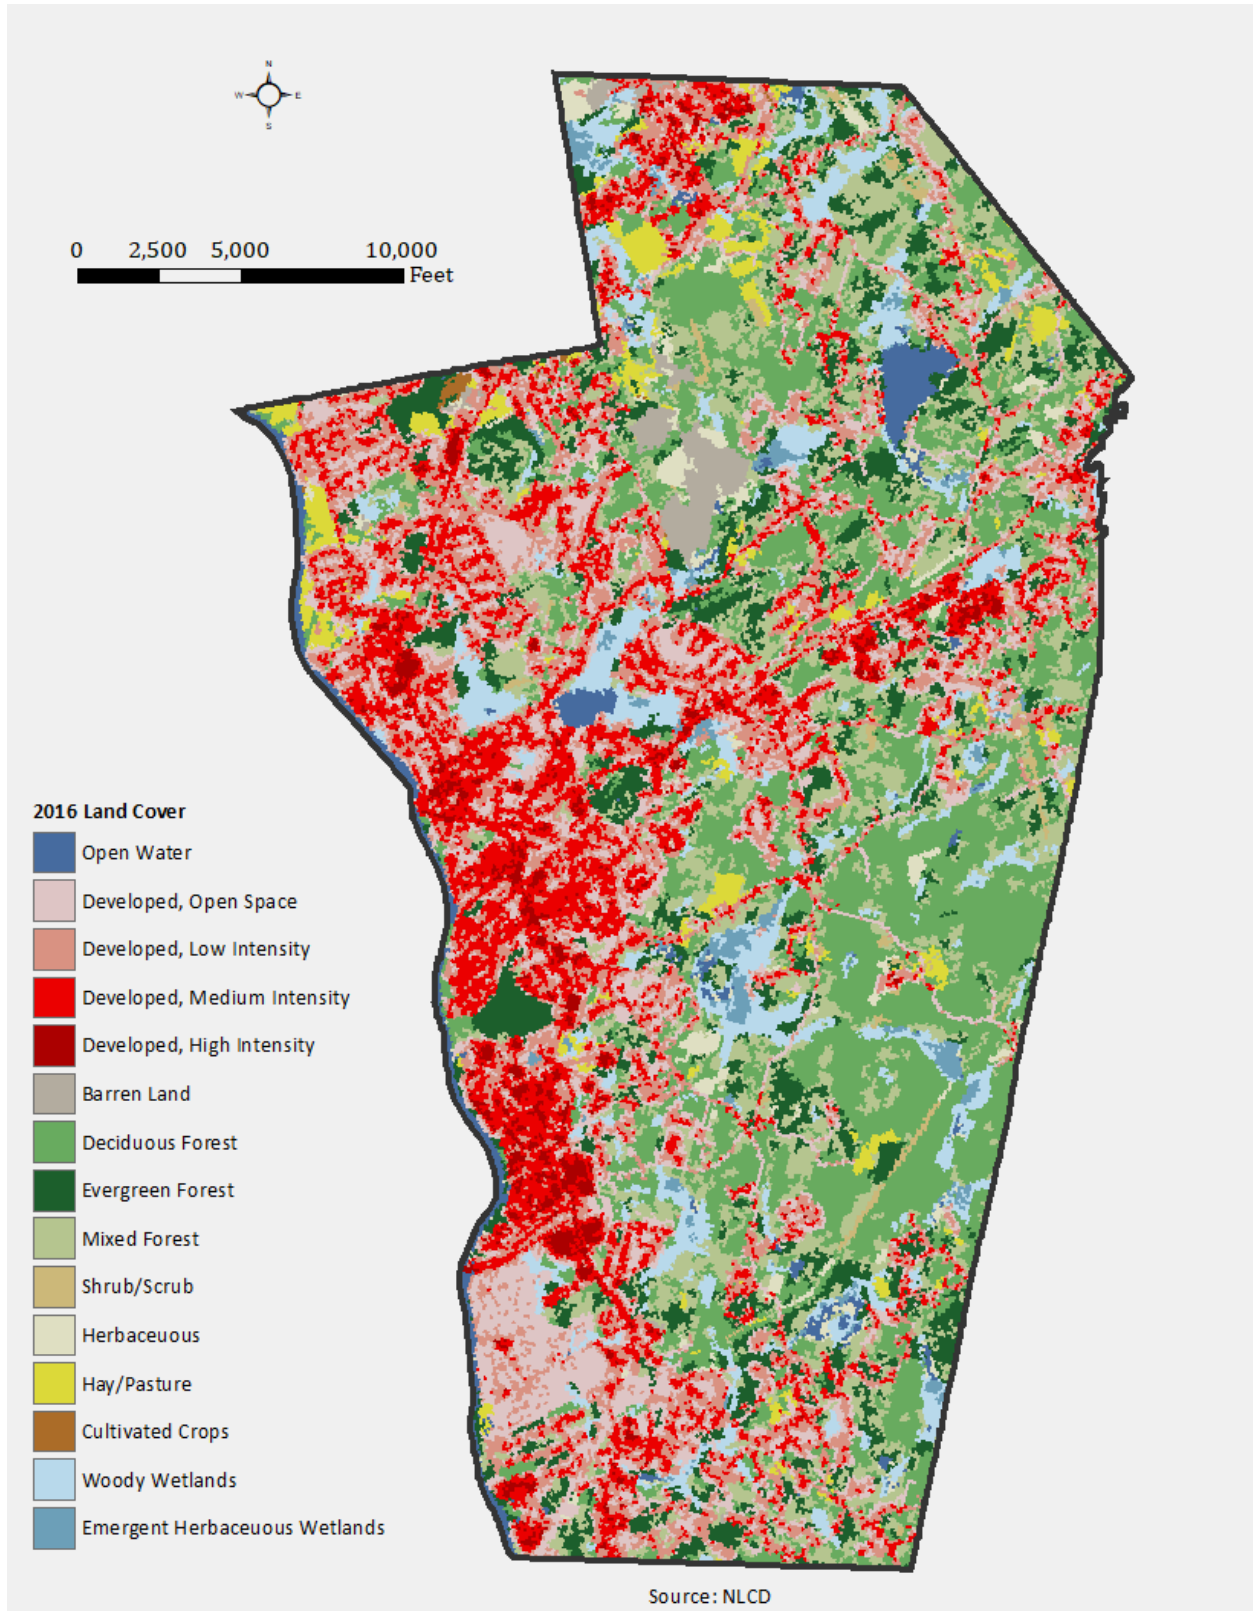 N
W E
S
0 2,500 5,000 10,000
Feet
2016 Land Cover
Open Water
Developed, Open Space
Developed, Low Intensity
Developed, Medium Intensity
Developed, High Intensity
Barren Land
Deciduous Forest
Evergreen Forest
Mixed Forest
Shrub/Scrub
Herbaceuous
Hay/Pasture
Cultivated Crops
Woody Wetlands
Emergent Herbaceuous Wetlands
Source: NLCD